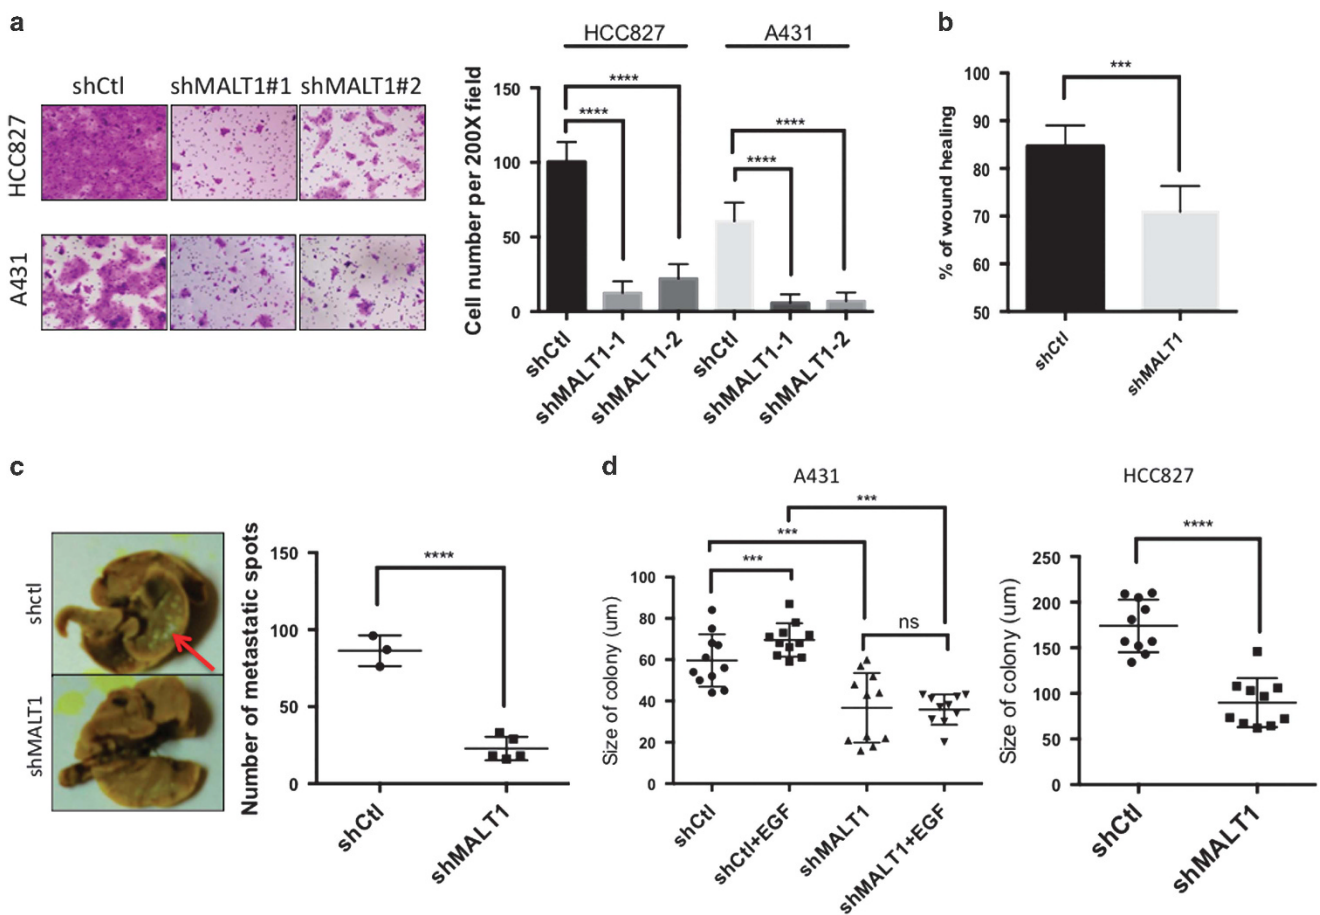 a
shCtl shMALT1#1 shMALT1#2
HCC827
A431
HCC827 A431
Cell number per 200X field
150
100
50
0
****
****
****
****
shCtl
shMALT1-1
shMALT1-2
shCtl
shMALT1-1
shMALT1-2
b
% of wound healing
100
90
80
70
60
50
***
shCtl
shMALT1
c
shctl
shMALT1
Number of metastatic spots
150
100
50
0
****
shCtl
shMALT1
d
A431
Size of colony (um)
100
80
60
40
20
0
***
***
***
ns
shCtl
shCtl+EGF
shMALT1
shMALT1+EGF
HCC827
Size of colony (um)
250
200
150
100
50
0
****
shCtl
shMALT1